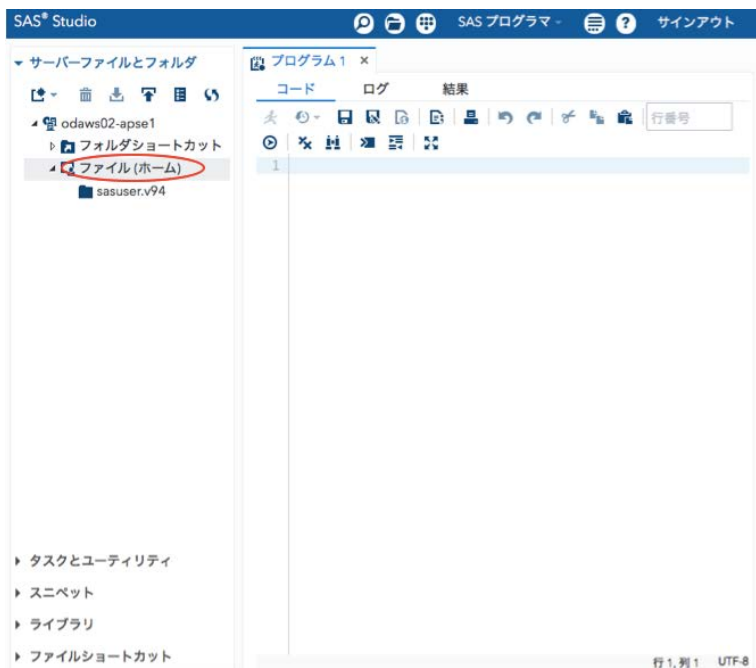 SAS® Studio
SAS プログラマ
サインアウト
サーバーファイルとフォルダ
odaws02-apse1
フォルダショートカット
ファイル (ホーム)
sasuser.v94
タスクとユーティリティ
スニペット
ライブラリ
ファイルショートカット
プログラム 1 ×
コード ログ 結果
行番号
1
行 1, 列 1 UTF-8